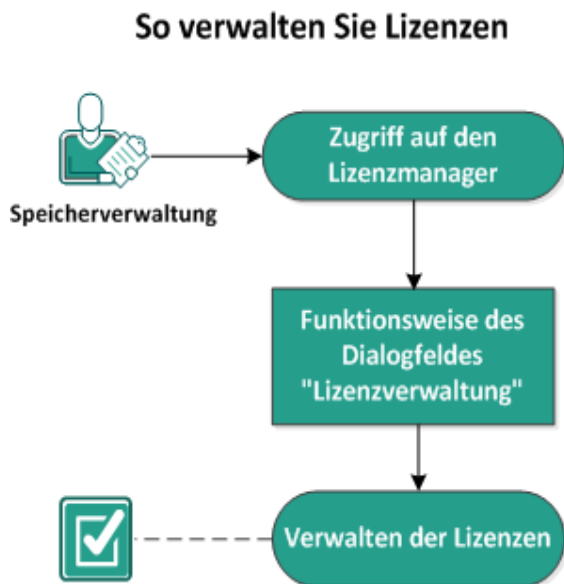 So verwalten Sie Lizenzen
Zugriff auf den
Lizenzmanager
Speicherverwaltung
Funktionsweise des
Dialogfeldes
"Lizenzverwaltung"
Verwalten der Lizenzen